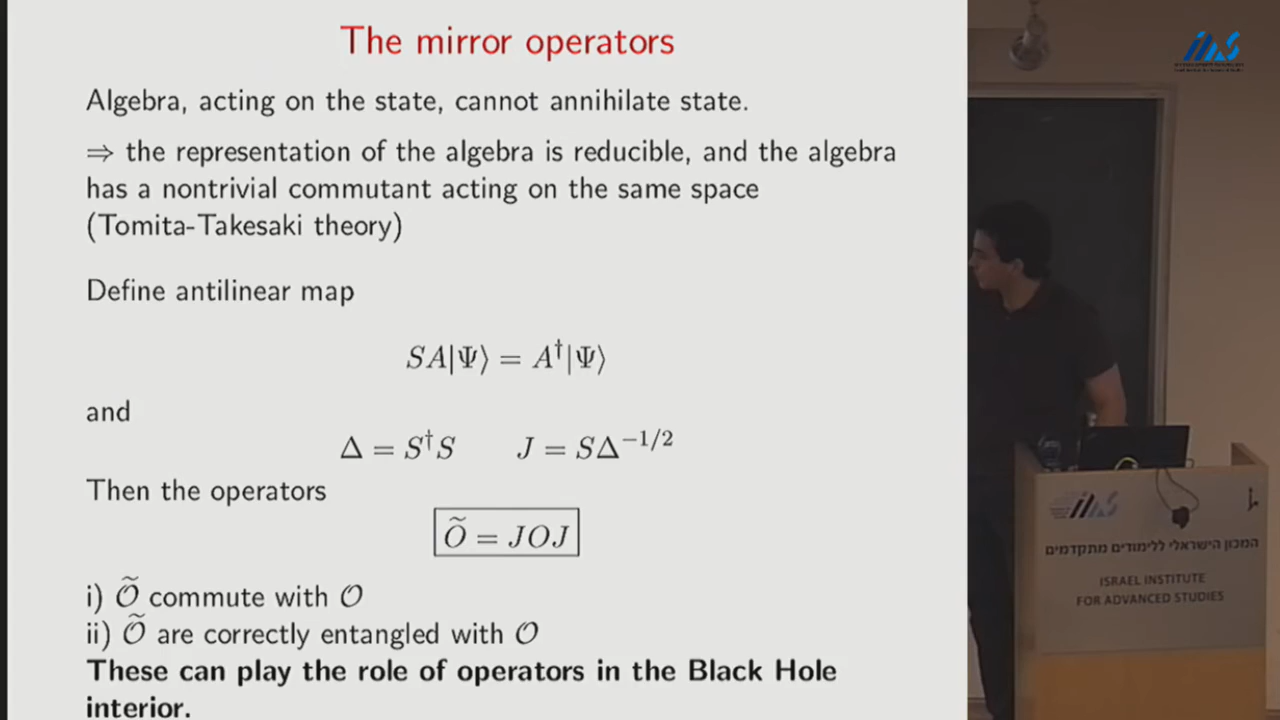 The mirror operators
Algebra, acting on the state, cannot annihilate state.
⇒ the representation of the algebra is reducible, and the algebra
has a nontrivial commutant acting on the same space
(Tomita-Takesaki theory)
Define antilinear map
SA|Ψ⟩ = A†|Ψ⟩
and
Δ = S†S J = SΔ^{-1/2}
Then the operators
Õ = JOJ
i) Õ commute with O
ii) Õ are correctly entangled with O
These can play the role of operators in the Black Hole
interior.
המכון הישראלי ללימודים מתקדמים
ISRAEL INSTITUTE
FOR ADVANCED STUDIES